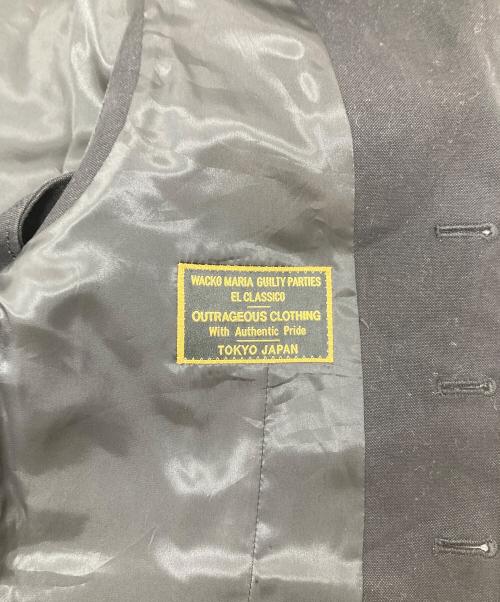 WACKO MARIA GUILTY PARTIES
EL CLASSICO
OUTRAGEOUS CLOTHING
With Authentic Pride
TOKYO JAPAN